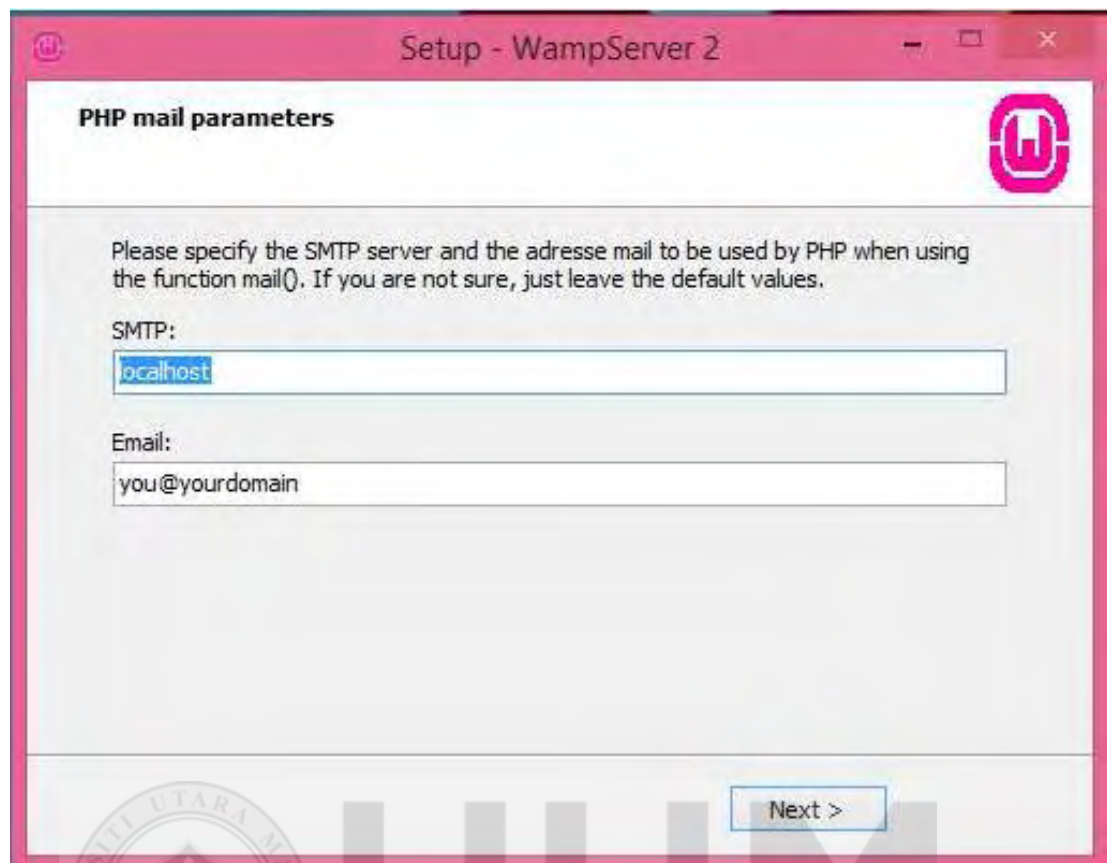 Setup - WampServer 2
PHP mail parameters
W
Please specify the SMTP server and the adresse mail to be used by PHP when using
the function mail(). If you are not sure, just leave the default values.
SMTP:
localhost
Email:
you@yourdomain
Next >
UTARA